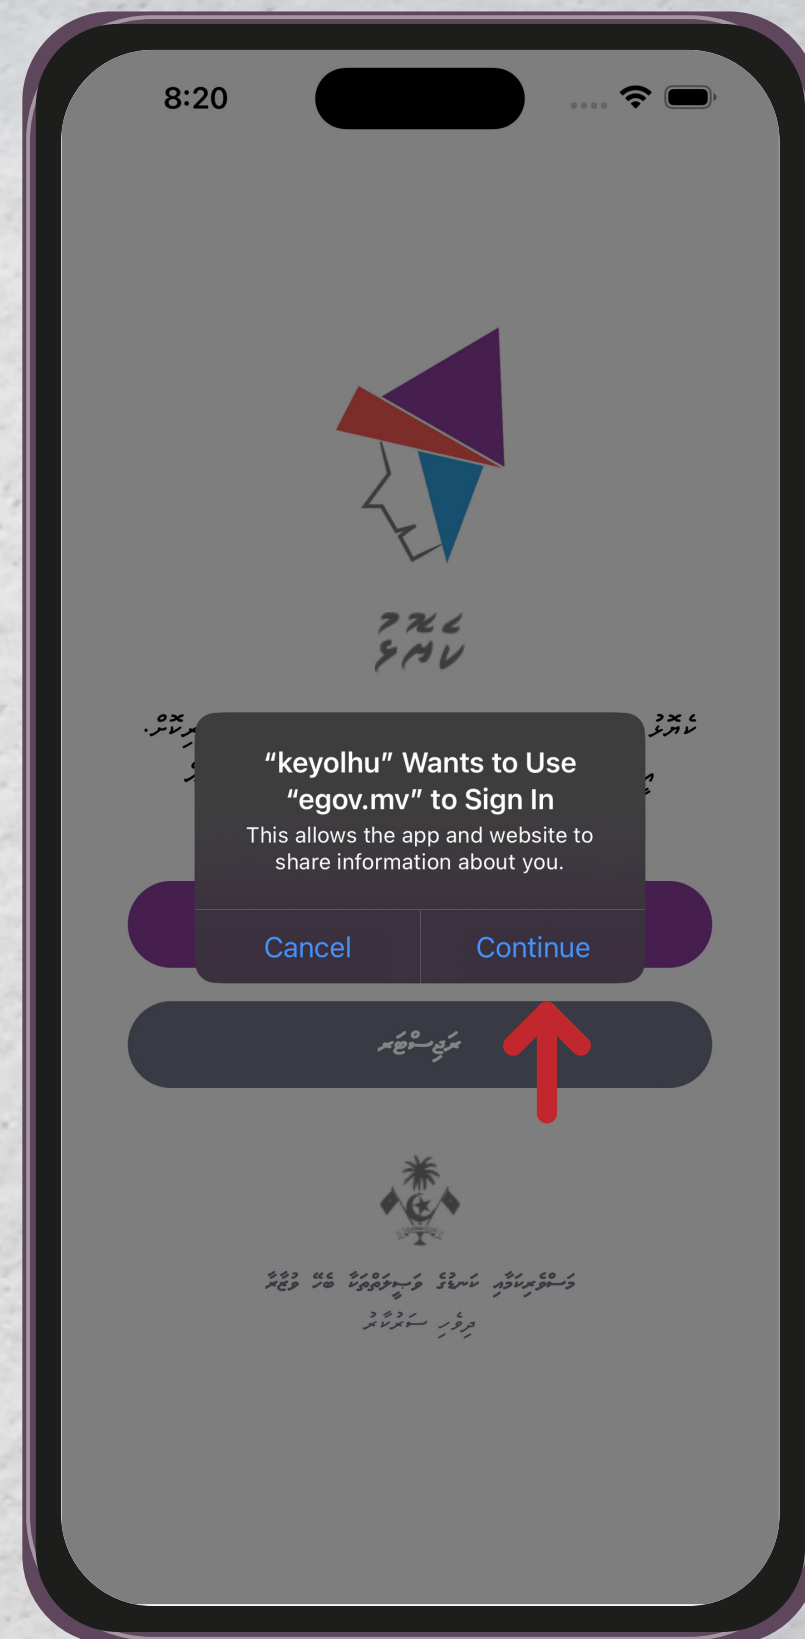 8:20
ކެޔޮޅު
ކެޔޮޅު
“keyolhu” Wants to Use
“egov.mv” to Sign In
This allows the app and website to
share information about you.
Cancel Continue
ރަޖިސްޓަރ
މަސްވެރިކަމާއި ކަނޑުގެ ވަސީލަތްތަކާ ބެހޭ ވުޒާރާ
ދިވެހި ސަރުކާރު